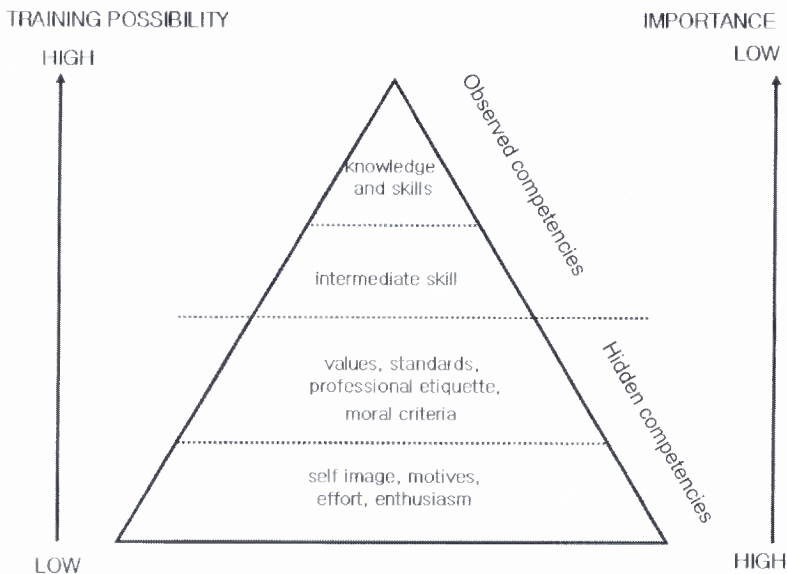 TRAINING POSSIBILITY
HIGH
IMPORTANCE
LOW
Observed competencies
knowledge
and skills
intermediate skill
Hidden competencies
values, standards,
professional etiquette,
moral criteria
self image, motives,
effort, enthusiasm
LOW
HIGH